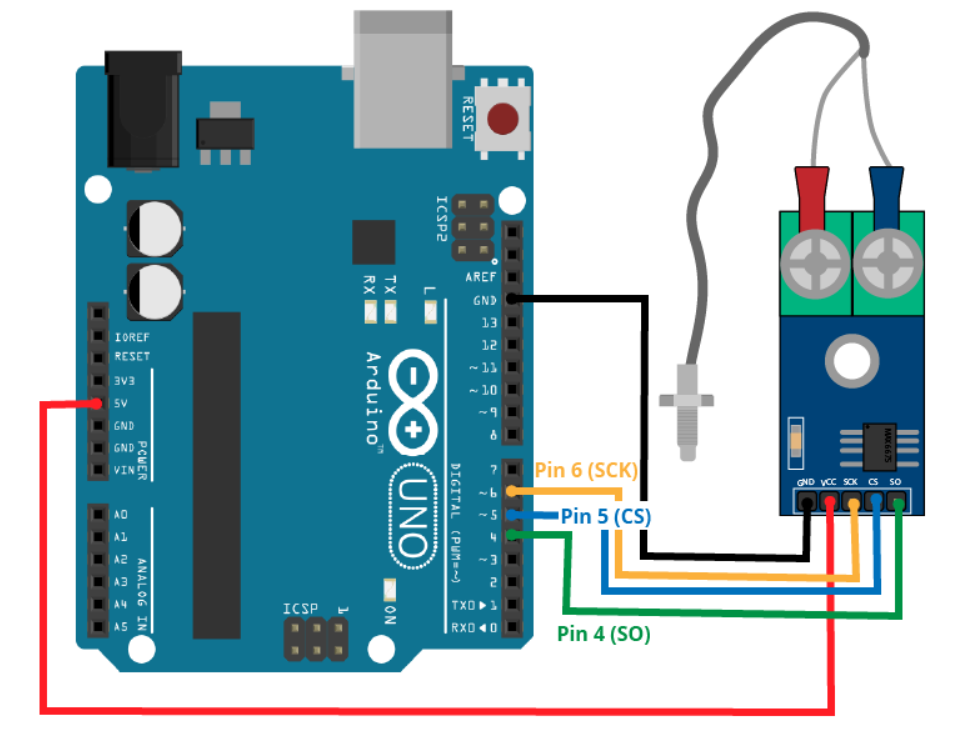 RESET
ICSP2
AREF
GND
13
12
~11
~10
~9
8
RX
TX
L
IOREF
RESET
3V3
5V
GND
GND
VIN
POWER
Arduino™
UNO
DIGITAL (PWM=~)
7
~6
~5
4
~3
2
TX0▶1
RX0◀0
A0
A1
A2
A3
A4
A5
ANALOG IN
ICSP
1
ON
Pin 6 (SCK)
Pin 5 (CS)
Pin 4 (SO)
MAX6675
GND VCC SCK CS SO